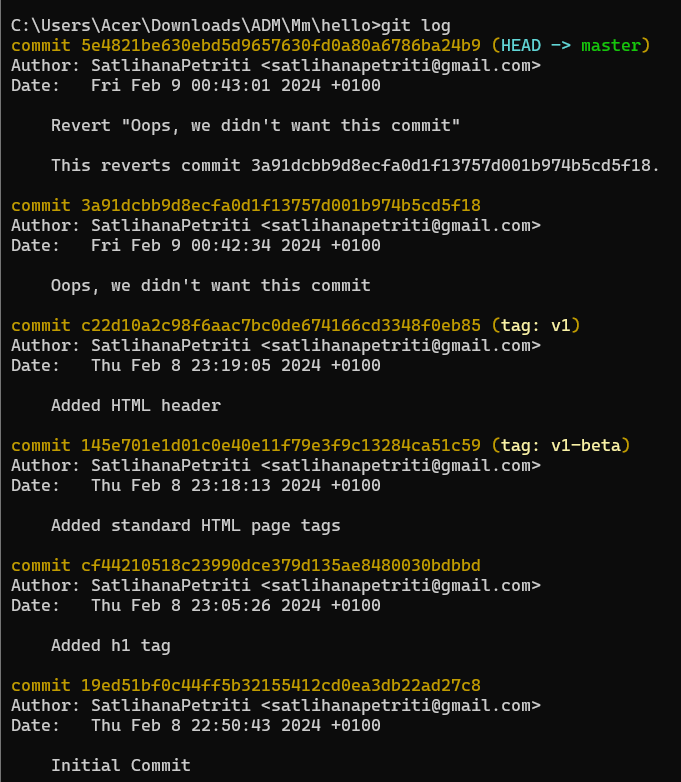 C:\Users\Acer\Downloads\ADM\Mm\hello>git log
commit 5e4821be630ebd5d9657630fd0a80a6786ba24b9 (HEAD -> master)
Author: SatlihanaPetriti <satlihanapetriti@gmail.com>
Date:   Fri Feb 9 00:43:01 2024 +0100

    Revert "Oops, we didn't want this commit"

    This reverts commit 3a91dcbb9d8ecfa0d1f13757d001b974b5cd5f18.

commit 3a91dcbb9d8ecfa0d1f13757d001b974b5cd5f18
Author: SatlihanaPetriti <satlihanapetriti@gmail.com>
Date:   Fri Feb 9 00:42:34 2024 +0100

    Oops, we didn't want this commit

commit c22d10a2c98f6aac7bc0de674166cd3348f0eb85 (tag: v1)
Author: SatlihanaPetriti <satlihanapetriti@gmail.com>
Date:   Thu Feb 8 23:19:05 2024 +0100

    Added HTML header

commit 145e701e1d01c0e40e11f79e3f9c13284ca51c59 (tag: v1-beta)
Author: SatlihanaPetriti <satlihanapetriti@gmail.com>
Date:   Thu Feb 8 23:18:13 2024 +0100

    Added standard HTML page tags

commit cf44210518c23990dce379d135ae8480030bdbbd
Author: SatlihanaPetriti <satlihanapetriti@gmail.com>
Date:   Thu Feb 8 23:05:26 2024 +0100

    Added h1 tag

commit 19ed51bf0c44ff5b32155412cd0ea3db22ad27c8
Author: SatlihanaPetriti <satlihanapetriti@gmail.com>
Date:   Thu Feb 8 22:50:43 2024 +0100

    Initial Commit